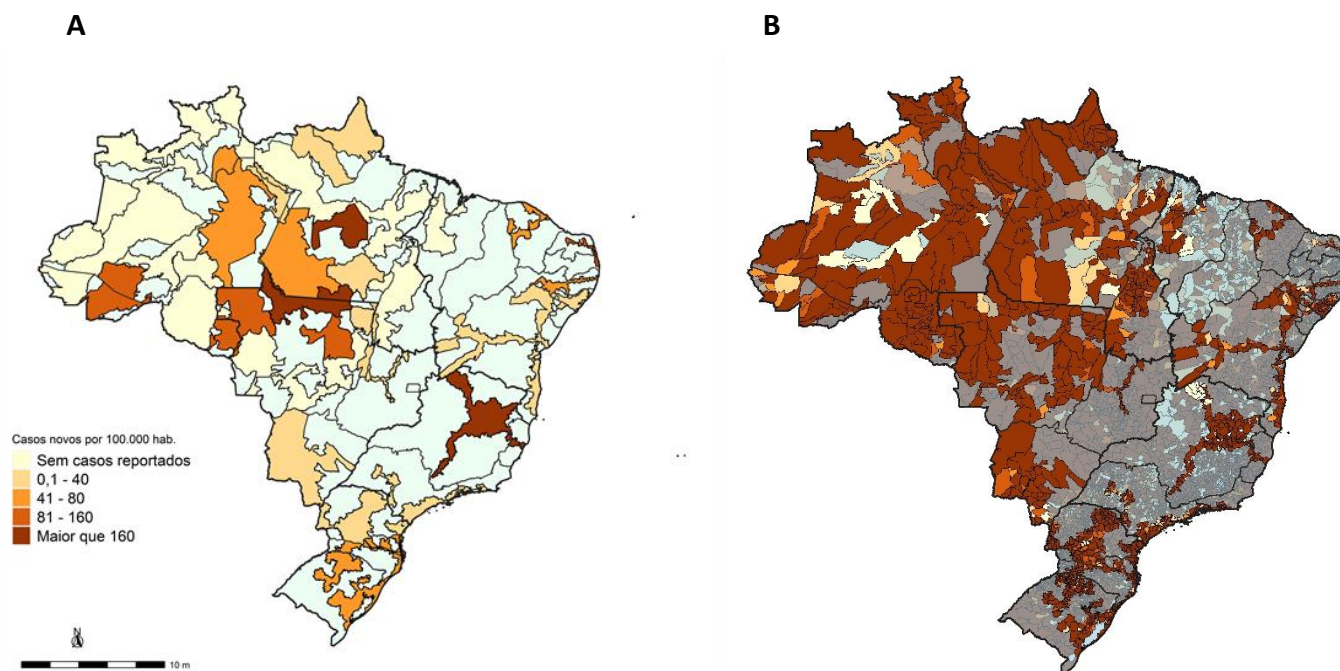 A
B
Casos novos por 100.000 hab.
Sem casos reportados
0,1 - 40
41 - 80
81 - 160
Maior que 160
N
10 m